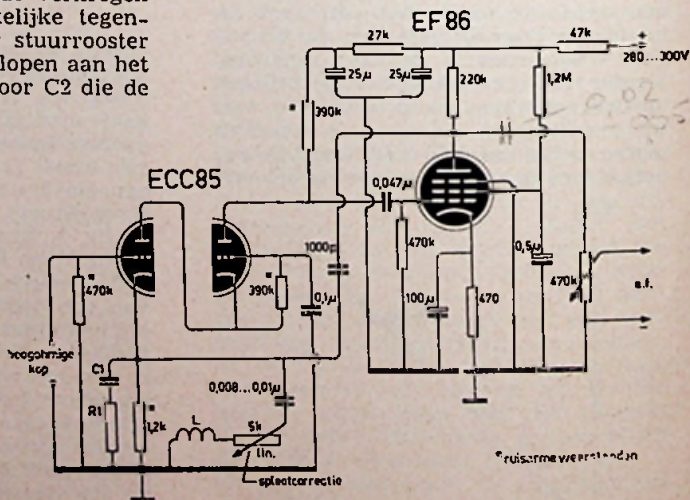 kelijke tegen-
stuurrooster
lopen aan het
oor C2 die de
EF86
27k
47k
+
280...300V
25µ
25µ
220k
1,2M
* 390k
ECC85
0,047µ
1000p
470k
0,5µ
470k
a.f.
* 470k
* 390k
0,1µ
100µ
470
hoogohmige
kop
C1
0,008...0,01µ
R1
* 1,2k
L
5k
lin.
spleetcorrectie
*ruisarme weerstanden